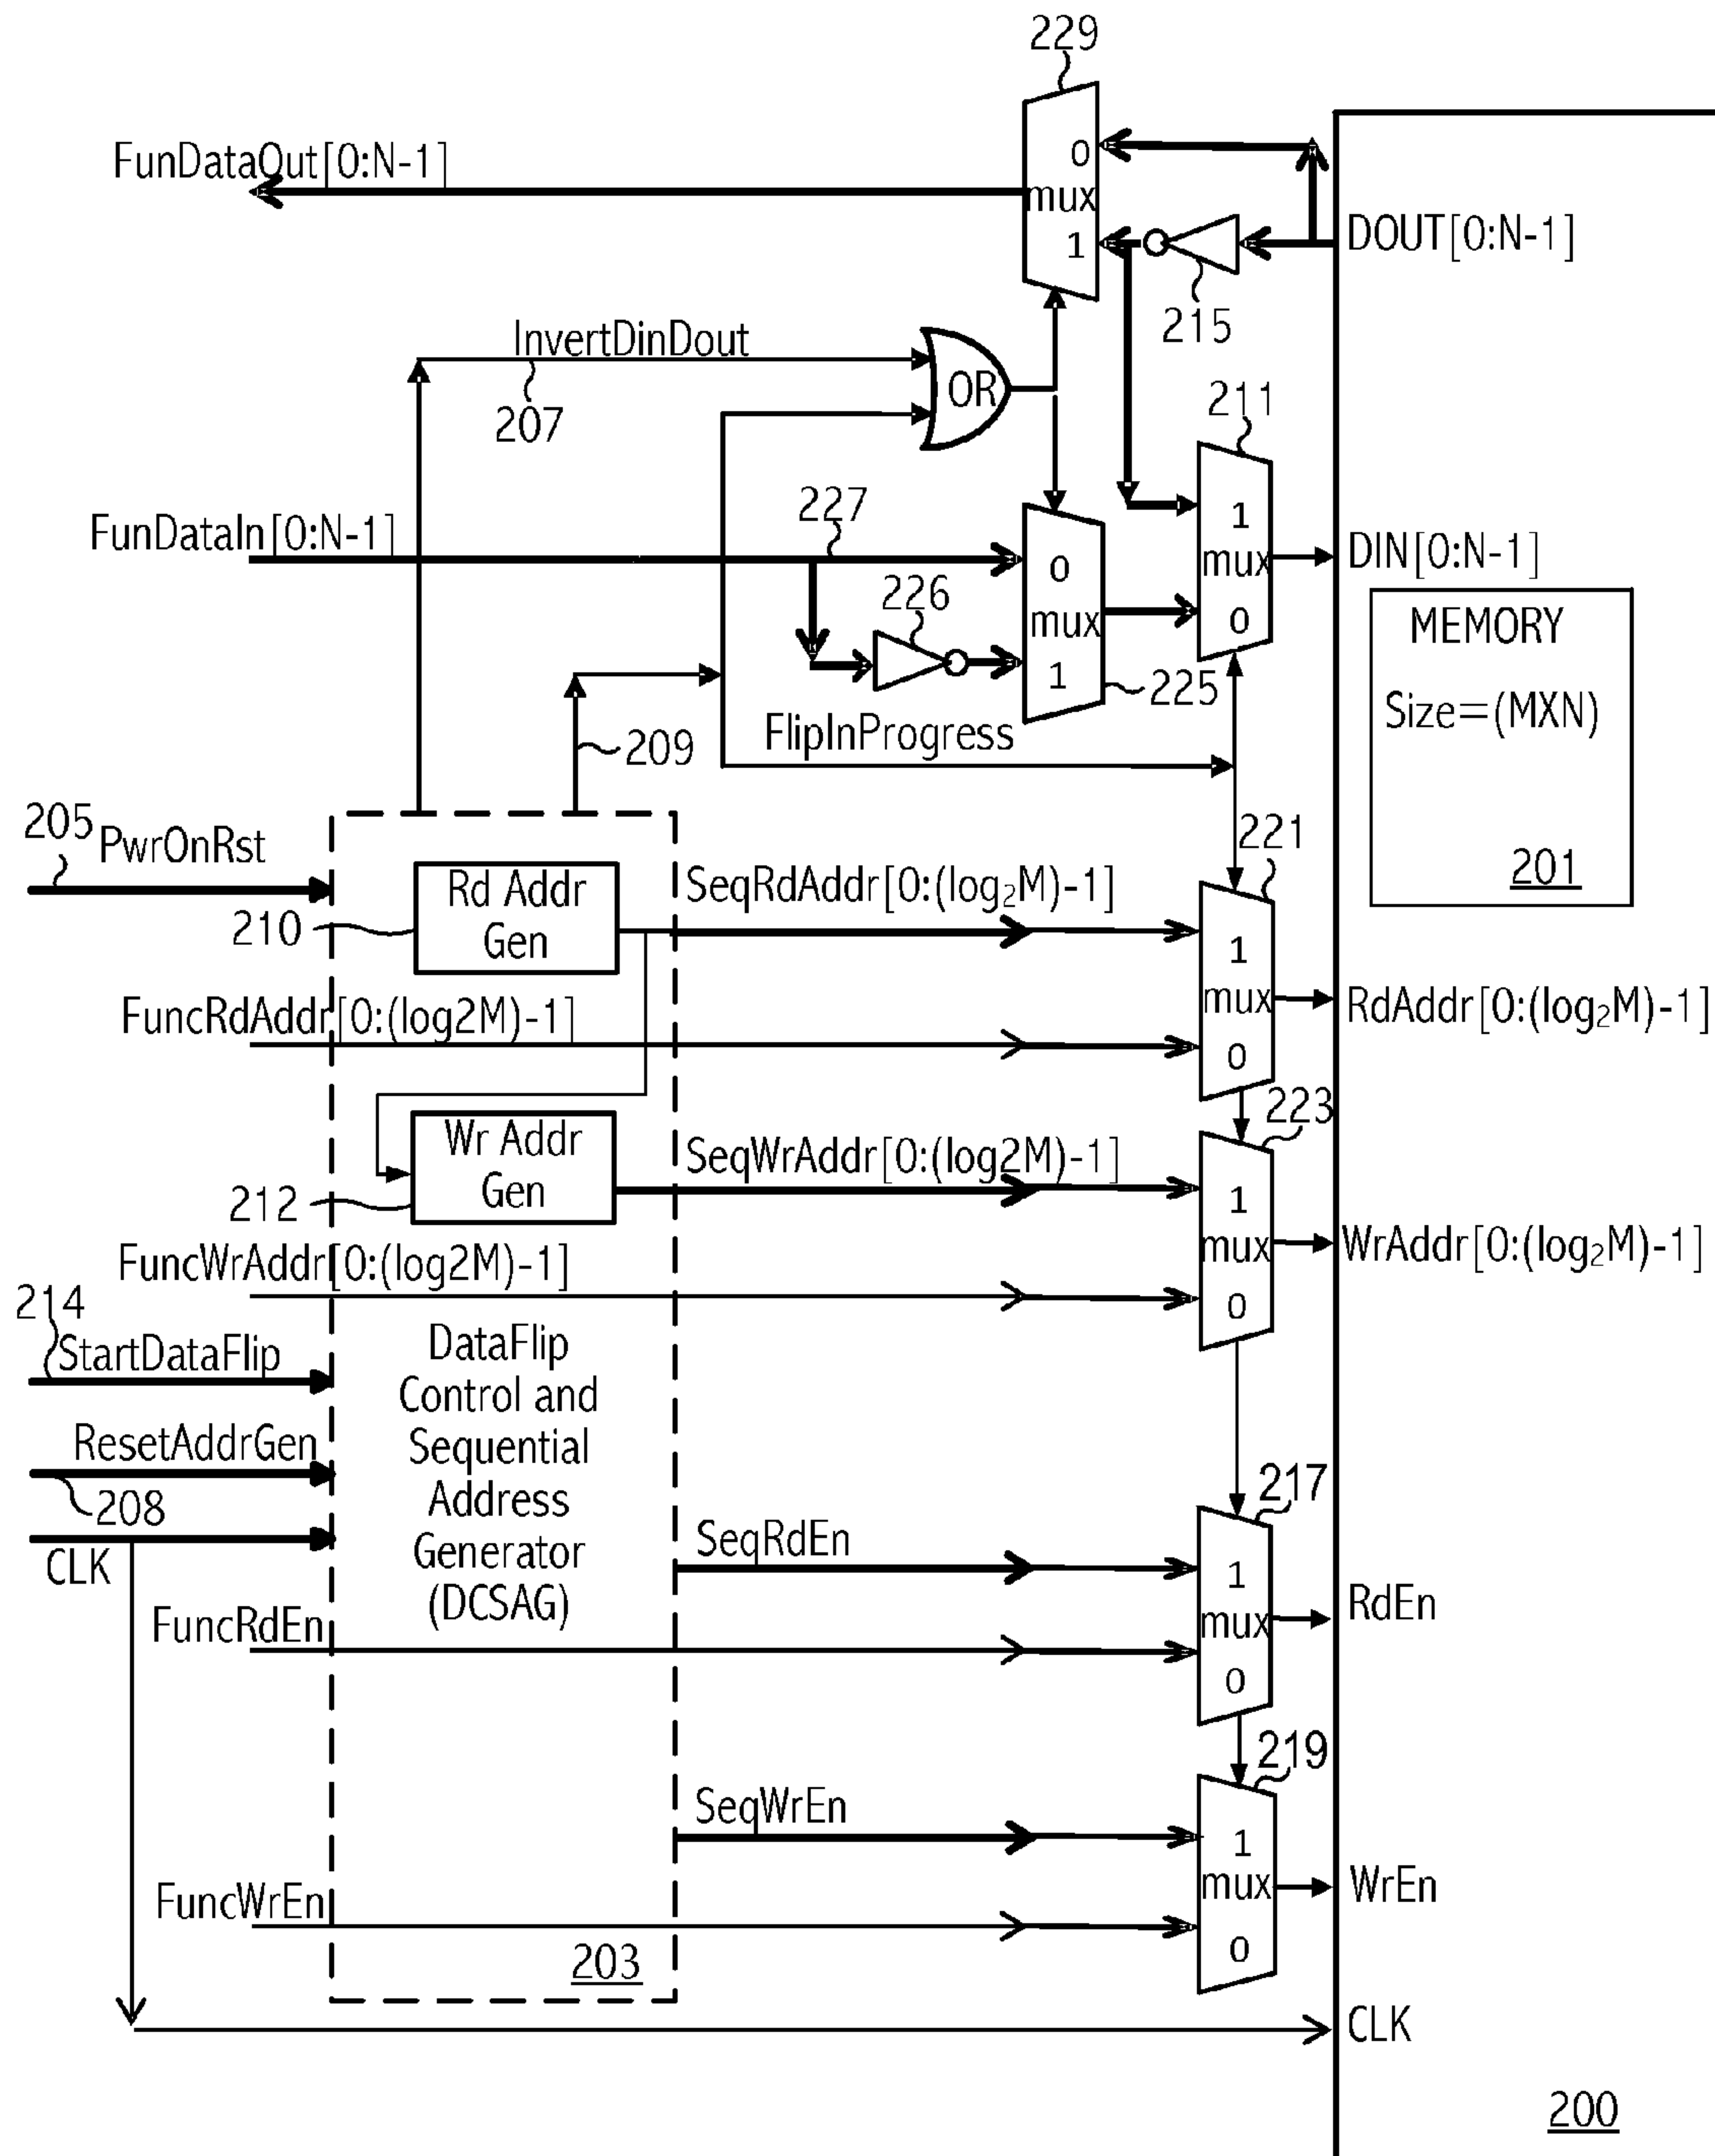 229
FunDataOut[0:N-1]
0
mux
1
DOUT[0:N-1]
215
InvertDinDout
207
OR
211
FunDataIn[0:N-1]
227
226
0
mux
1
225
1
mux
0
DIN[0:N-1]
MEMORY
Size=(MXN)
201
209
FlipInProgress
205
PwrOnRst
210
Rd Addr
Gen
SeqRdAddr[0:(log₂M)-1]
221
1
mux
0
RdAddr[0:(log₂M)-1]
FuncRdAddr[0:(log2M)-1]
223
Wr Addr
Gen
212
SeqWrAddr[0:(log2M)-1]
1
mux
0
WrAddr[0:(log₂M)-1]
FuncWrAddr[0:(log2M)-1]
214
StartDataFlip
DataFlip
Control and
Sequential
Address
Generator
(DCSAG)
ResetAddrGen
208
CLK
217
SeqRdEn
1
mux
0
RdEn
FuncRdEn
219
SeqWrEn
1
mux
0
WrEn
FuncWrEn
203
CLK
200